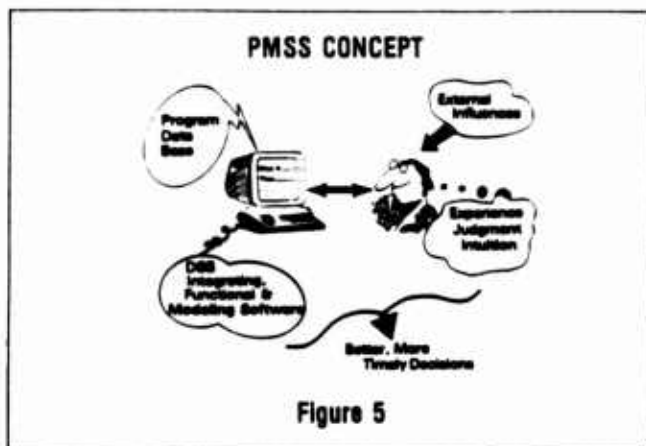 PMSS CONCEPT
Program
Data
Base
External
Influences
Experience
Judgment
Intuition
DSS
Integrating,
Functional &
Modeling Software
Better, More
Timely Decisions
Figure 5